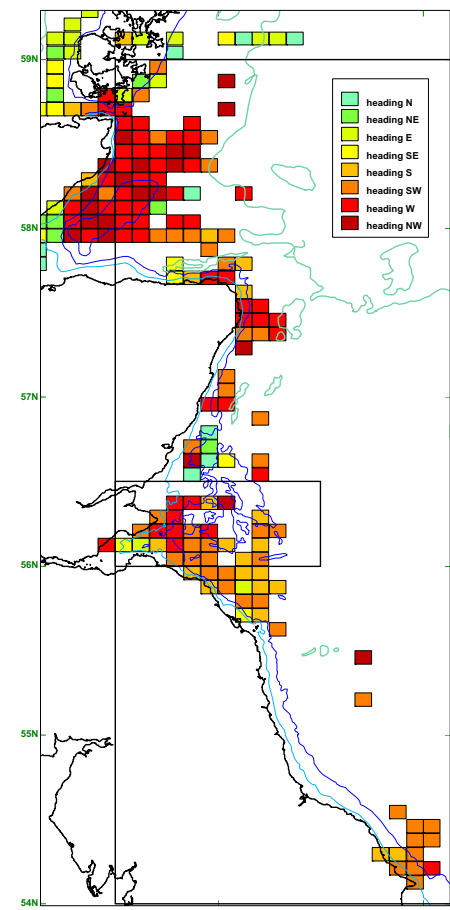 59N
heading N
heading NE
heading E
heading SE
heading S
heading SW
heading W
heading NW
58N
57N
56N
55N
54N